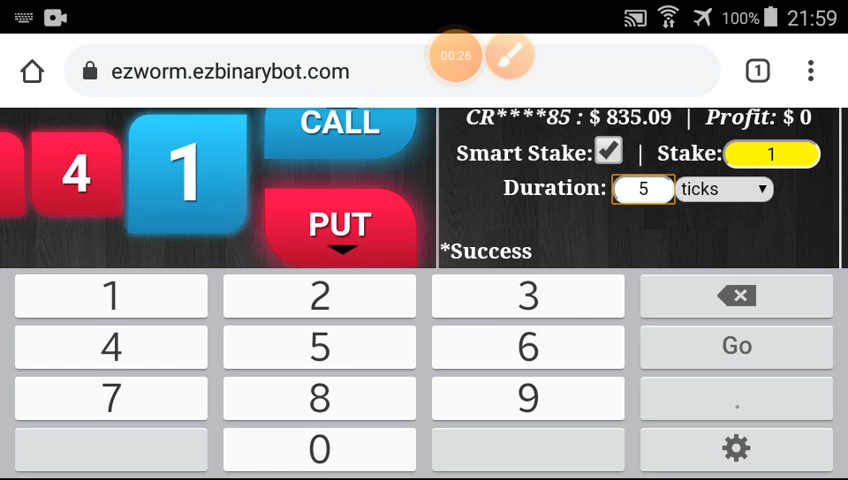 100% 21:59
00:26
ezworm.ezbinarybot.com 1
CR****85 : $ 835.09 | Profit: $ 0
CALL
Smart Stake: | Stake: 1
4 1
Duration: 5 ticks
PUT
*Success
1 2 3
4 5 6 Go
7 8 9 .
0